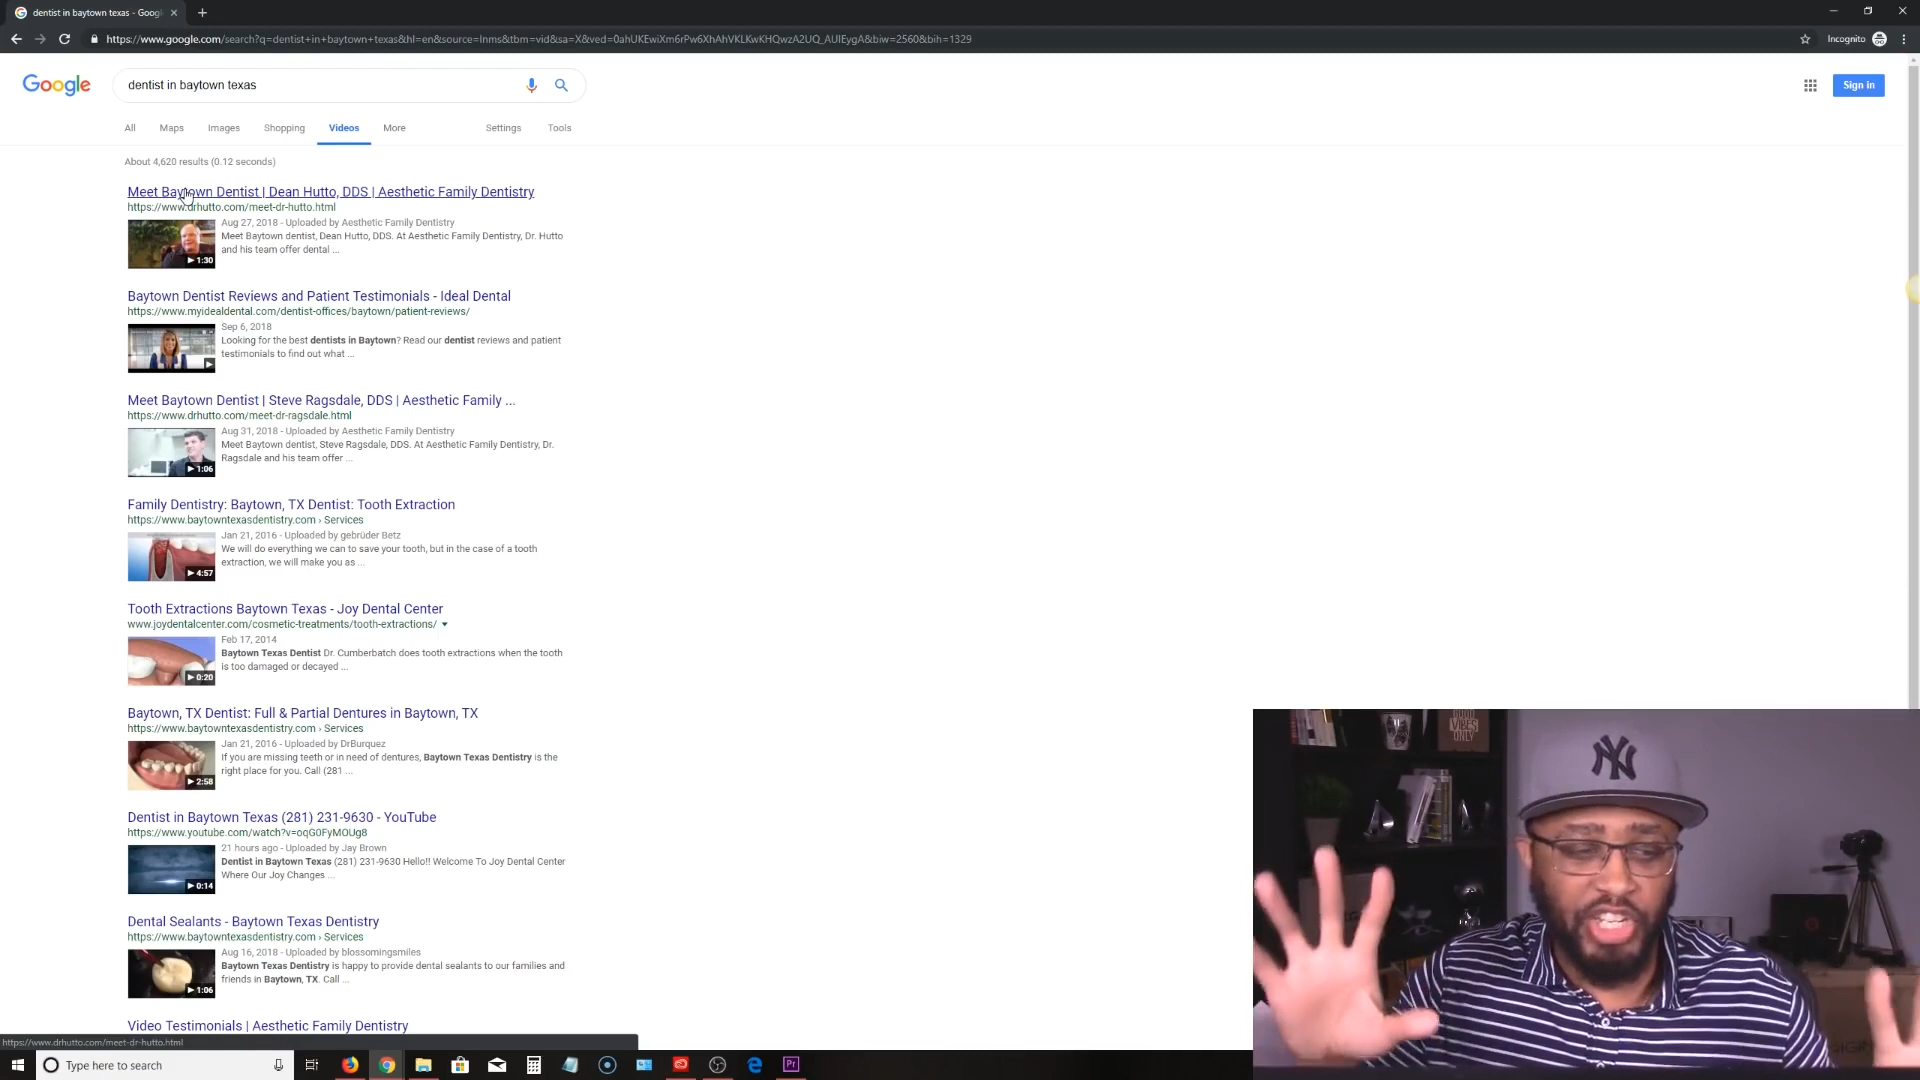 dentist in baytown texas - Googl
https://www.google.com/search?q=dentist+in+baytown+texas&hl=en&source=lnms&tbm=vid&sa=X&ved=0ahUKEwiXm6rPw6XhAhVKLKwKHQwzA2UQ_AUIEygA&biw=2560&bih=1329
Incognito
Google
dentist in baytown texas
Sign in
All Maps Images Shopping Videos More Settings Tools
About 4,620 results (0.12 seconds)
Meet Baytown Dentist | Dean Hutto, DDS | Aesthetic Family Dentistry
https://www.drhutto.com/meet-dr-hutto.html
Aug 27, 2018 - Uploaded by Aesthetic Family Dentistry
Meet Baytown dentist, Dean Hutto, DDS. At Aesthetic Family Dentistry, Dr. Hutto
and his team offer dental ...
1:30
Baytown Dentist Reviews and Patient Testimonials - Ideal Dental
https://www.myidealdental.com/dentist-offices/baytown/patient-reviews/
Sep 6, 2018
Looking for the best dentists in Baytown? Read our dentist reviews and patient
testimonials to find out what ...
Meet Baytown Dentist | Steve Ragsdale, DDS | Aesthetic Family ...
https://www.drhutto.com/meet-dr-ragsdale.html
Aug 31, 2018 - Uploaded by Aesthetic Family Dentistry
Meet Baytown dentist, Steve Ragsdale, DDS. At Aesthetic Family Dentistry, Dr.
Ragsdale and his team offer ...
1:06
Family Dentistry: Baytown, TX Dentist: Tooth Extraction
https://www.baytowntexasdentistry.com › Services
Jan 21, 2016 - Uploaded by gebrüder Betz
We will do everything we can to save your tooth, but in the case of a tooth
extraction, we will make you as ...
4:57
Tooth Extractions Baytown Texas - Joy Dental Center
www.joydentalcenter.com/cosmetic-treatments/tooth-extractions/
Feb 17, 2014
Baytown Texas Dentist Dr. Cumberbatch does tooth extractions when the tooth
is too damaged or decayed ...
0:20
Baytown, TX Dentist: Full & Partial Dentures in Baytown, TX
https://www.baytowntexasdentistry.com › Services
Jan 21, 2016 - Uploaded by DrBurquez
If you are missing teeth or in need of dentures, Baytown Texas Dentistry is the
right place for you. Call (281 ...
2:58
Dentist in Baytown Texas (281) 231-9630 - YouTube
https://www.youtube.com/watch?v=oqG0FyMOUg8
21 hours ago - Uploaded by Jay Brown
Dentist in Baytown Texas (281) 231-9630 Hello!! Welcome To Joy Dental Center
Where Our Joy Changes ...
0:14
Dental Sealants - Baytown Texas Dentistry
https://www.baytowntexasdentistry.com › Services
Aug 16, 2018 - Uploaded by blossomingsmiles
Baytown Texas Dentistry is happy to provide dental sealants to our families and
friends in Baytown, TX. Call ...
1:06
Video Testimonials | Aesthetic Family Dentistry
https://www.drhutto.com/meet-dr-hutto.html
Type here to search
Pr
GOOD
VIBES
ONLY
NY